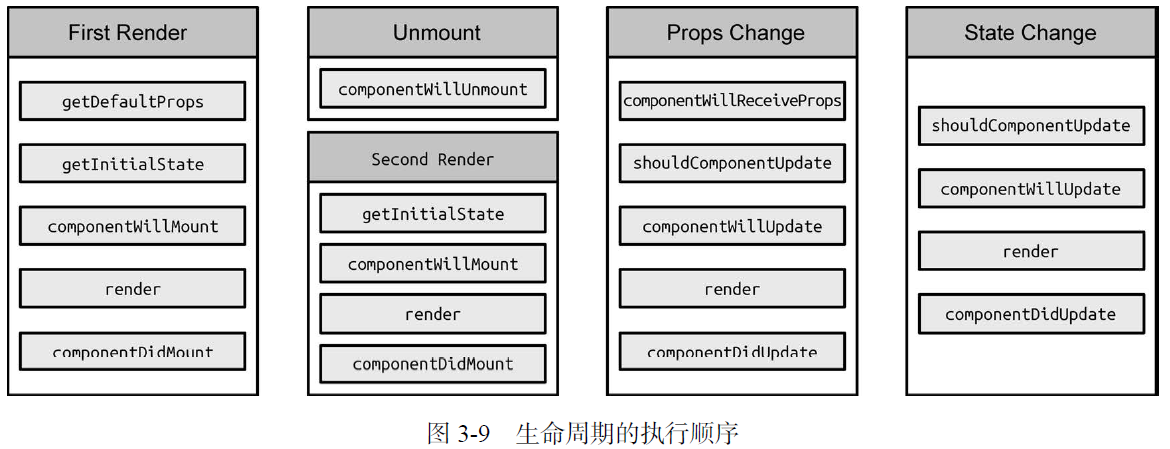 First Render
getDefaultProps
getInitialState
componentWillMount
render
componentDidMount
Unmount
componentWillUnmount
Second Render
getInitialState
componentWillMount
render
componentDidMount
Props Change
componentWillReceiveProps
shouldComponentUpdate
componentWillUpdate
render
componentDidUpdate
State Change
shouldComponentUpdate
componentWillUpdate
render
componentDidUpdate
图 3-9 生命周期的执行顺序